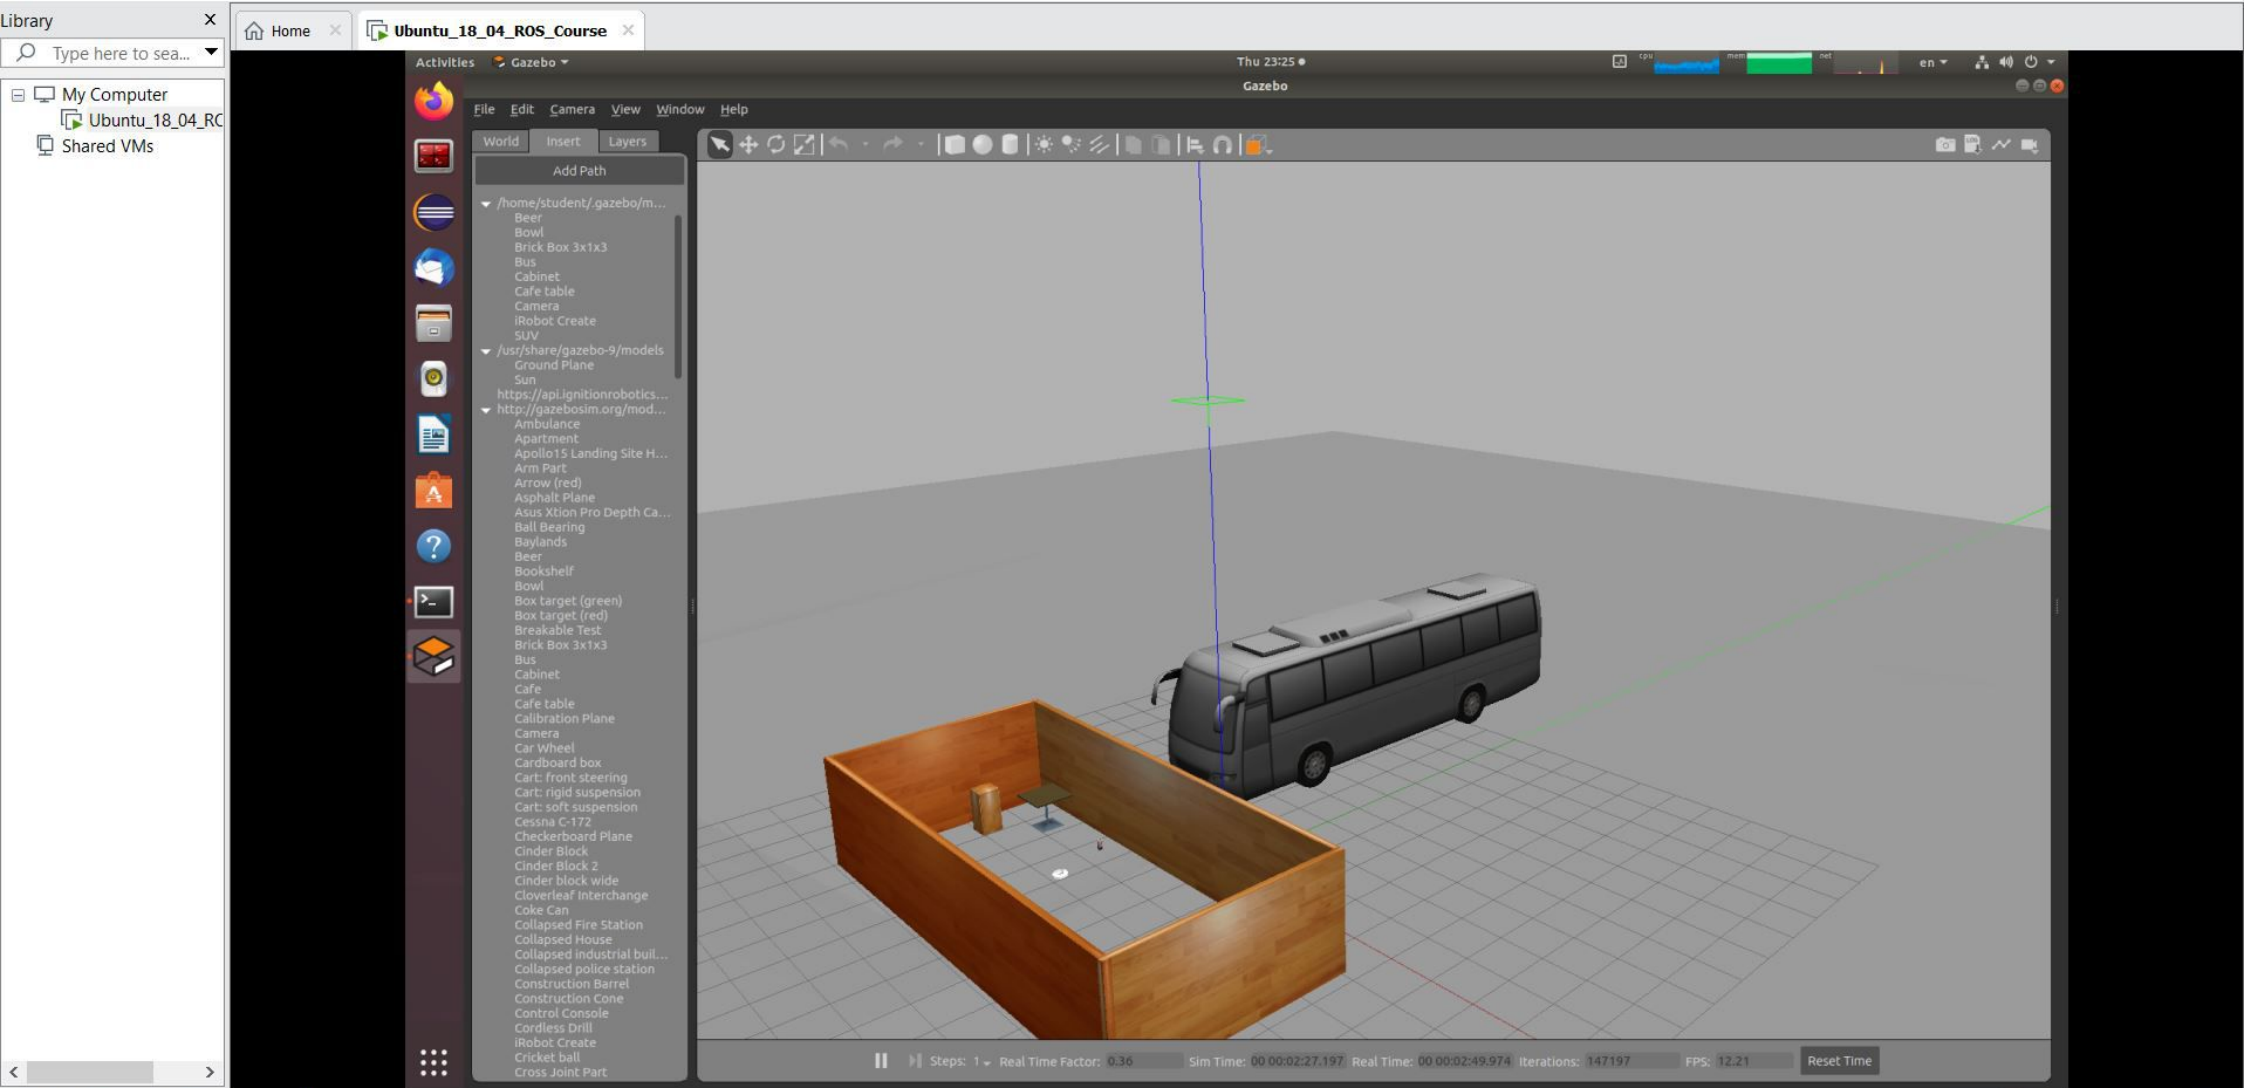 Library X
Type here to sea...
My Computer
Ubuntu_18_04_RC
Shared VMs
Home
Ubuntu_18_04_ROS_Course
Activities Gazebo Thu 23:25 cpu mem net en
Gazebo
File Edit Camera View Window Help
World Insert Layers
Add Path
/home/student/.gazebo/m...
Beer
Bowl
Brick Box 3x1x3
Bus
Cabinet
Cafe table
Camera
iRobot Create
SUV
/usr/share/gazebo-9/models
Ground Plane
Sun
https://api.ignitionrobotics...
http://gazebosim.org/mod...
Ambulance
Apartment
Apollo15 Landing Site H...
Arm Part
Arrow (red)
Asphalt Plane
Asus Xtion Pro Depth Ca...
Ball Bearing
Baylands
Beer
Bookshelf
Bowl
Box target (green)
Box target (red)
Breakable Test
Brick Box 3x1x3
Bus
Cabinet
Cafe
Cafe table
Calibration Plane
Camera
Car Wheel
Cardboard box
Cart: front steering
Cart: rigid suspension
Cart: soft suspension
Cessna C-172
Checkerboard Plane
Cinder Block
Cinder Block 2
Cinder block wide
Cloverleaf Interchange
Coke Can
Collapsed Fire Station
Collapsed House
Collapsed industrial buil...
Collapsed police station
Construction Barrel
Construction Cone
Control Console
Cordless Drill
iRobot Create
Cricket ball
Cross Joint Part
Steps: 1 Real Time Factor: 0.36 Sim Time: 00 00:02:27.197 Real Time: 00 00:02:49.974 Iterations: 147197 FPS: 12.21 Reset Time